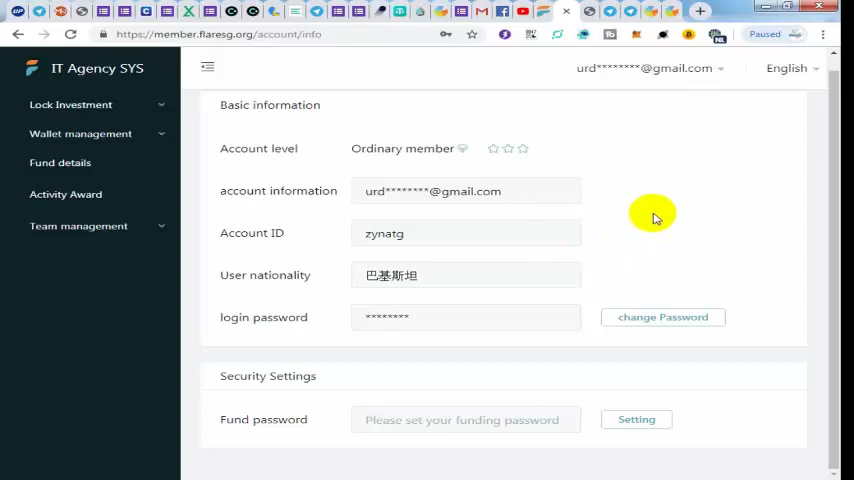 https://member.flaresg.org/account/info
Paused
IT Agency SYS
urd********@gmail.com
English
Lock Investment
Wallet management
Fund details
Activity Award
Team management
Basic information
Account level
Ordinary member
account information
urd********@gmail.com
Account ID
zynatg
User nationality
巴基斯坦
login password
********
change Password
Security Settings
Fund password
Please set your funding password
Setting